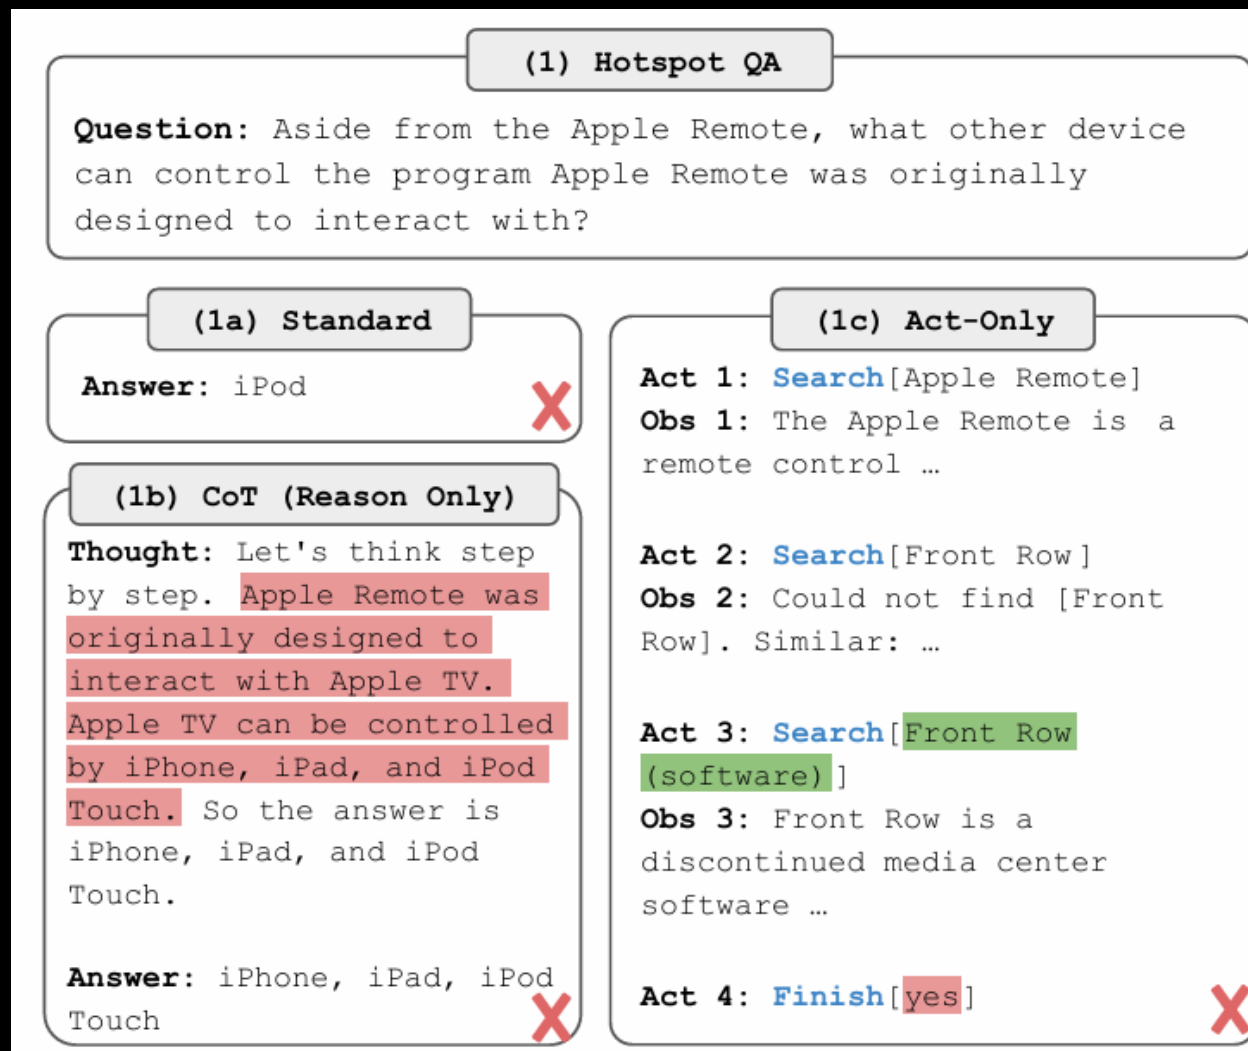 (1) Hotspot QA
Question: Aside from the Apple Remote, what other device
can control the program Apple Remote was originally
designed to interact with?
(1a) Standard
Answer: iPod
(1b) CoT (Reason Only)
Thought: Let's think step
by step. Apple Remote was
originally designed to
interact with Apple TV.
Apple TV can be controlled
by iPhone, iPad, and iPod
Touch. So the answer is
iPhone, iPad, and iPod
Touch.
Answer: iPhone, iPad, iPod
Touch
(1c) Act-Only
Act 1: Search[Apple Remote]
Obs 1: The Apple Remote is a
remote control …
Act 2: Search[Front Row]
Obs 2: Could not find [Front
Row]. Similar: …
Act 3: Search[Front Row
(software)]
Obs 3: Front Row is a
discontinued media center
software …
Act 4: Finish[yes]